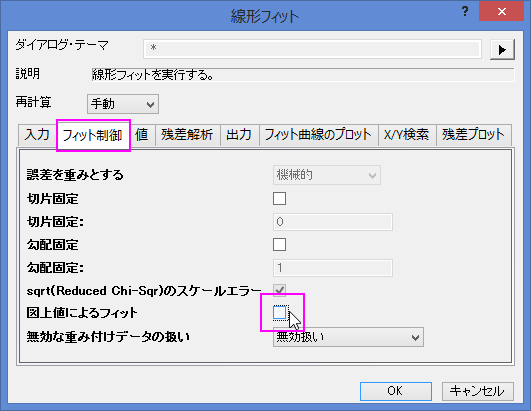 線形フィット
?
ダイアログ・テーマ *
説明 線形フィットを実行する。
再計算 手動
入力 フィット制御 値 残差解析 出力 フィット曲線のプロット X/Y検索 残差プロット
誤差を重みとする 機械的
切片固定
切片固定: 0
勾配固定
勾配固定: 1
sqrt(Reduced Chi-Sqr)のスケールエラー
図上値によるフィット
無効な重み付けデータの扱い 無効扱い
OK キャンセル